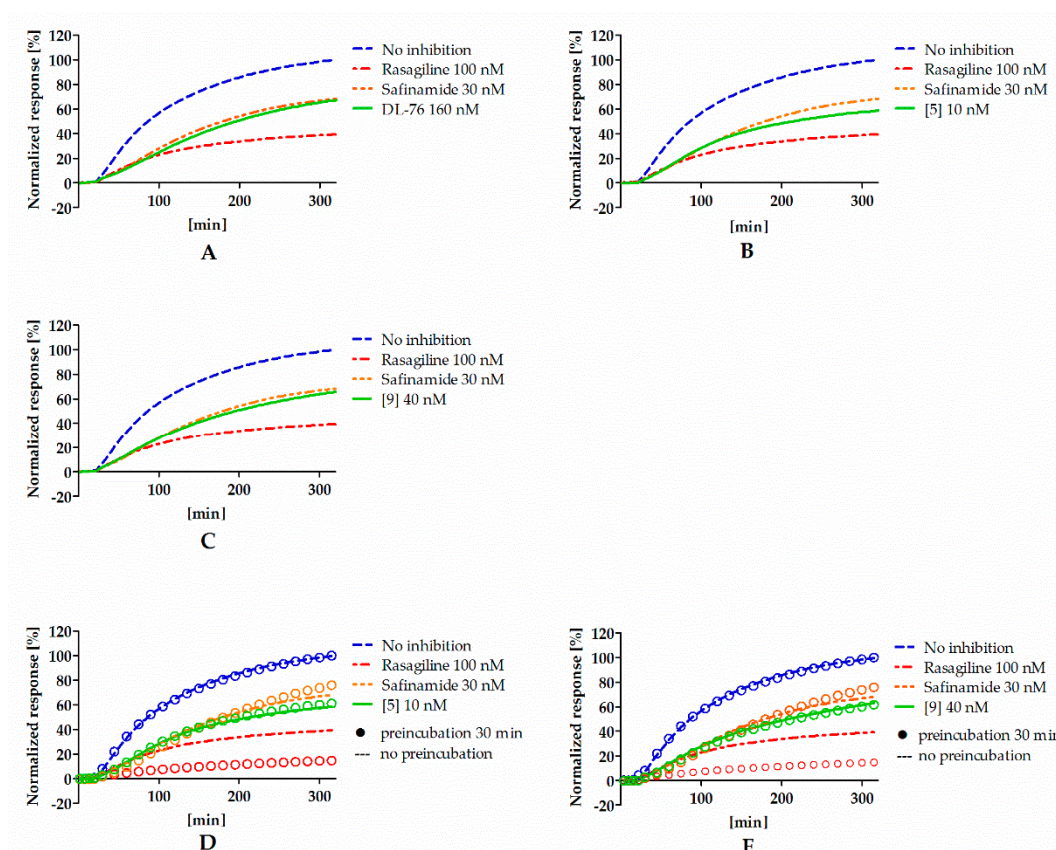 Normalized response [%]
120
100
80
60
40
20
0
-20
100
200
300
[min]
No inhibition
Rasagiline 100 nM
Safinamide 30 nM
DL-76 160 nM
A
Normalized response [%]
120
100
80
60
40
20
0
-20
100
200
300
[min]
No inhibition
Rasagiline 100 nM
Safinamide 30 nM
[5] 10 nM
B
Normalized response [%]
120
100
80
60
40
20
0
-20
100
200
300
[min]
No inhibition
Rasagiline 100 nM
Safinamide 30 nM
[9] 40 nM
C
Normalized response [%]
120
100
80
60
40
20
0
-20
100
200
300
[min]
No inhibition
Rasagiline 100 nM
Safinamide 30 nM
[5] 10 nM
preincubation 30 min
no preincubation
D
Normalized response [%]
120
100
80
60
40
20
0
-20
100
200
300
[min]
No inhibition
Rasagiline 100 nM
Safinamide 30 nM
[9] 40 nM
preincubation 30 min
no preincubation